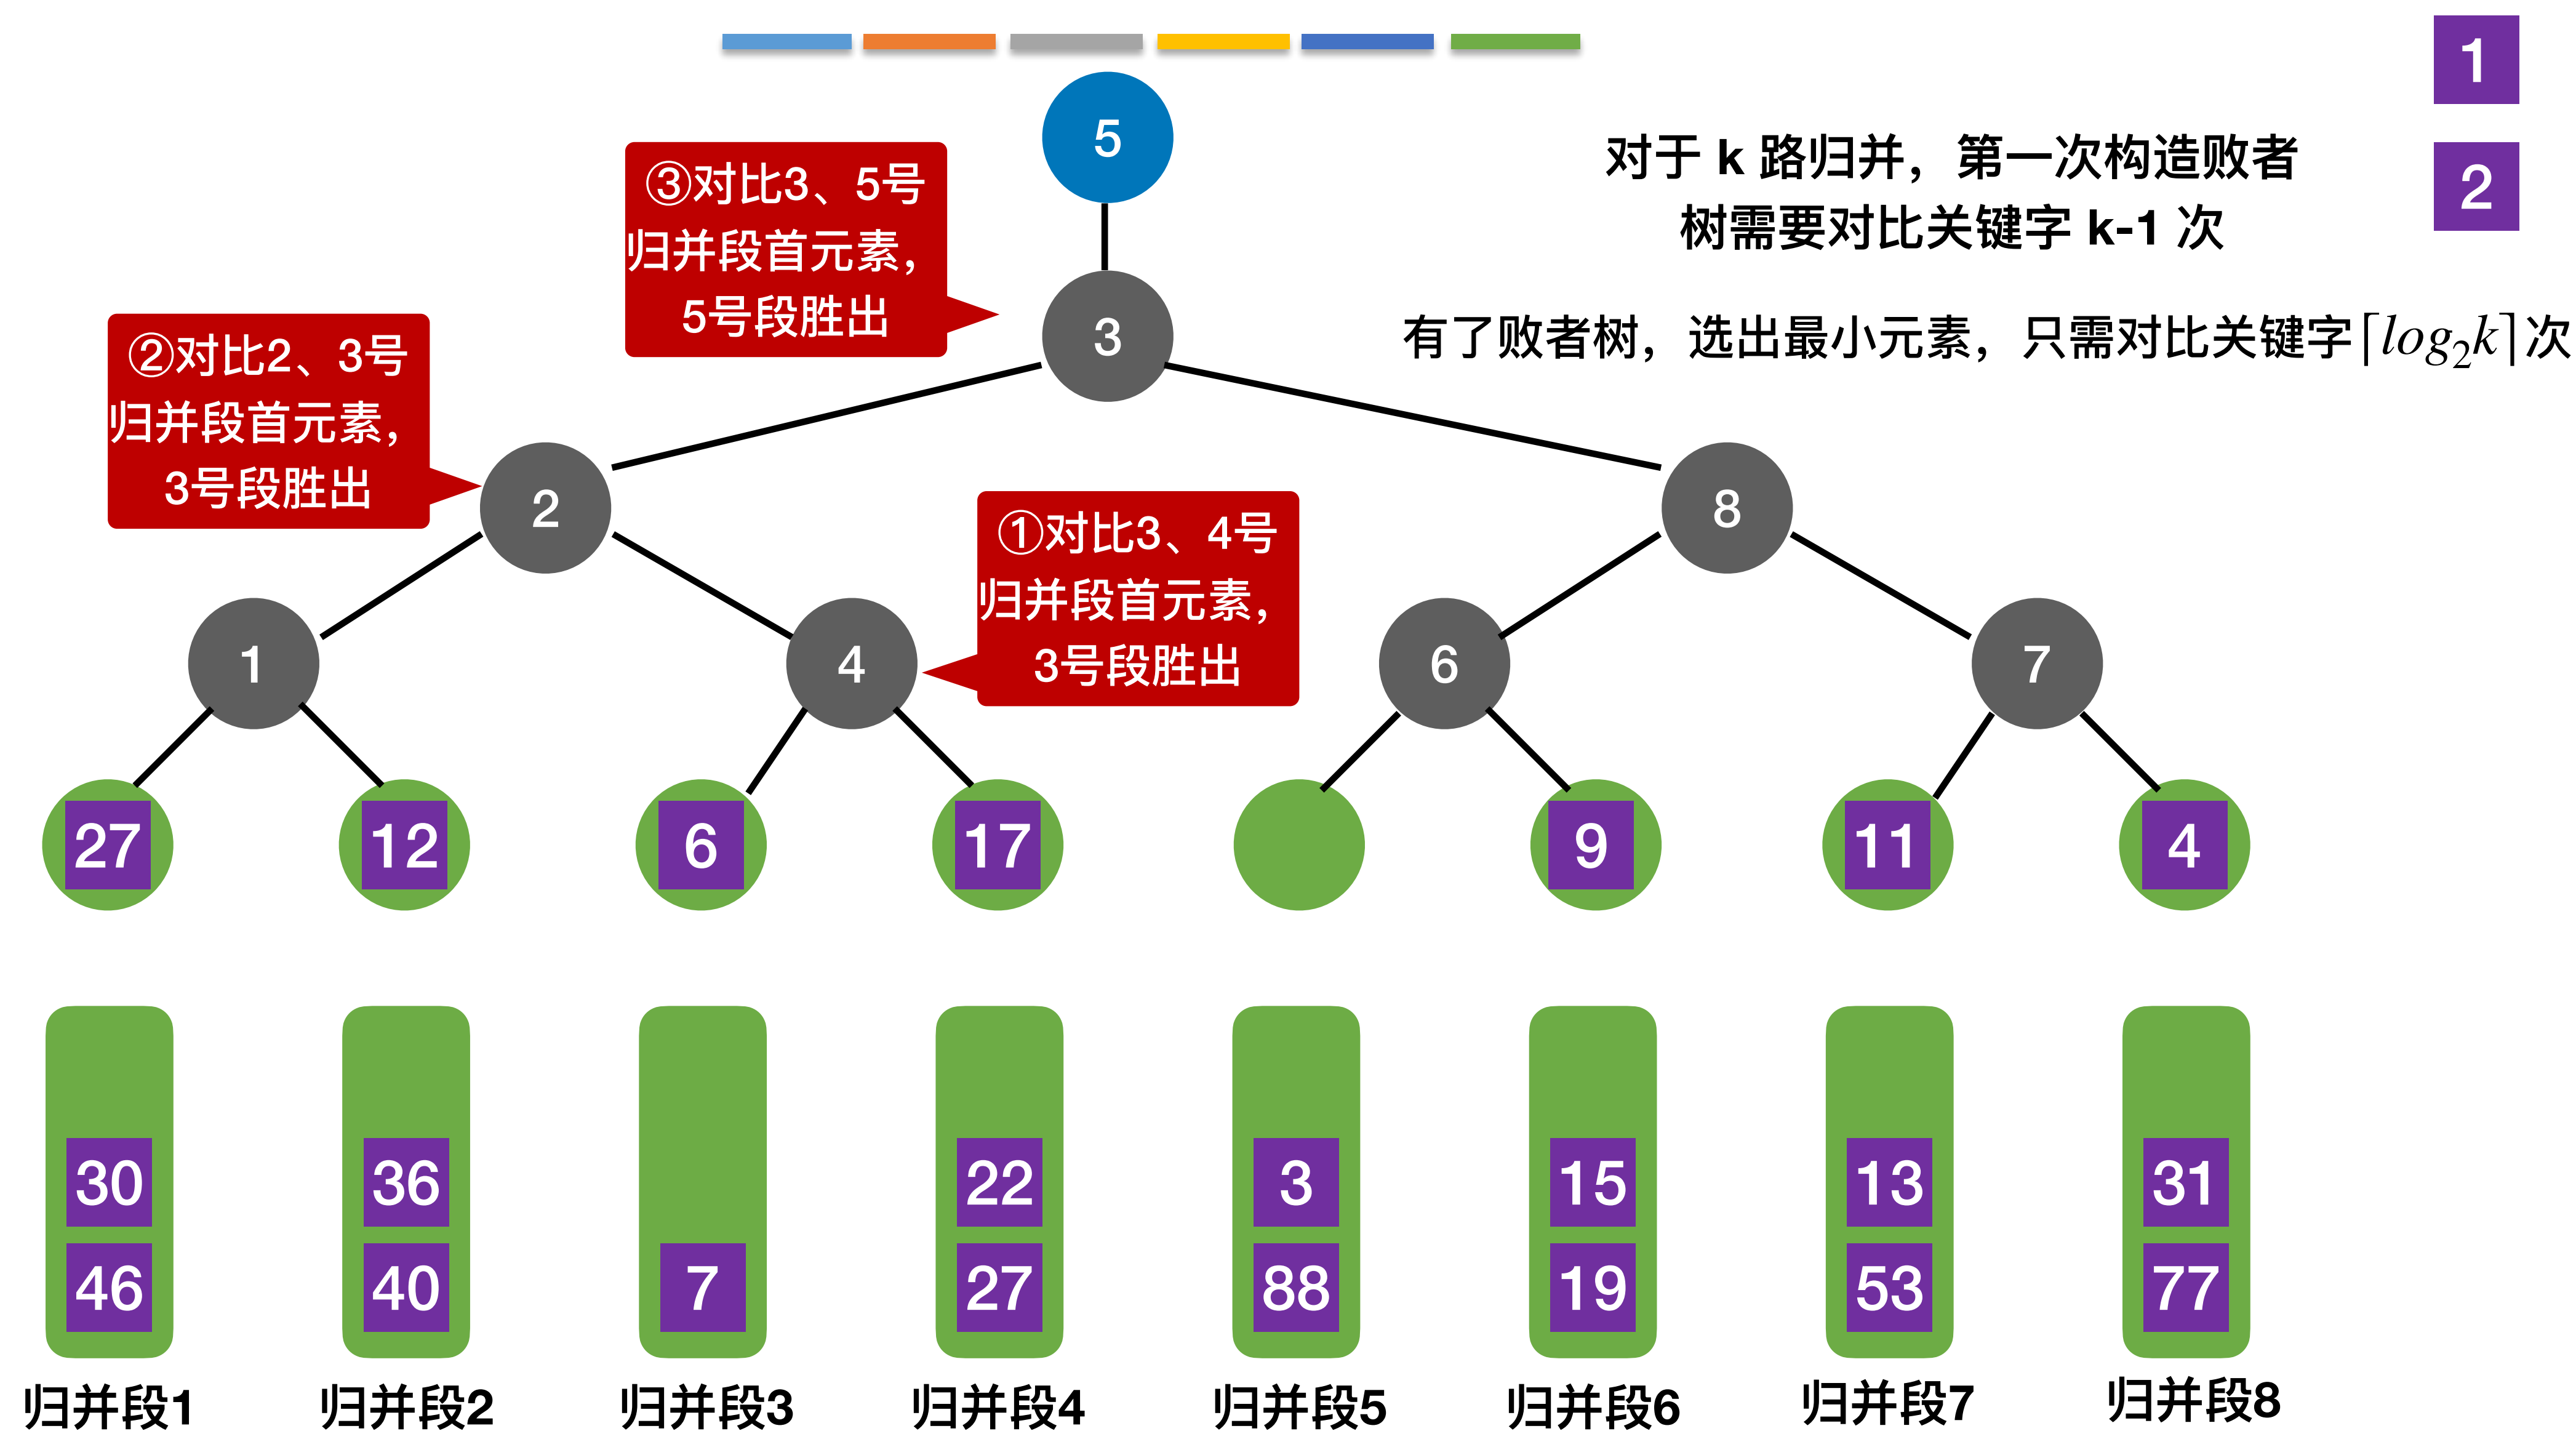 1
5
对于 k 路归并，第一次构造败者
树需要对比关键字 k-1 次
2
③对比3、5号
归并段首元素，
5号段胜出
3
有了败者树，选出最小元素，只需对比关键字⌈log₂k⌉次
②对比2、3号
归并段首元素，
3号段胜出
2
8
①对比3、4号
归并段首元素，
3号段胜出
1
4
6
7
27 12 6 17 9 11 4
30 36 22 3 15 13 31
46 40 7 27 88 19 53 77
归并段1 归并段2 归并段3 归并段4 归并段5 归并段6 归并段7 归并段8